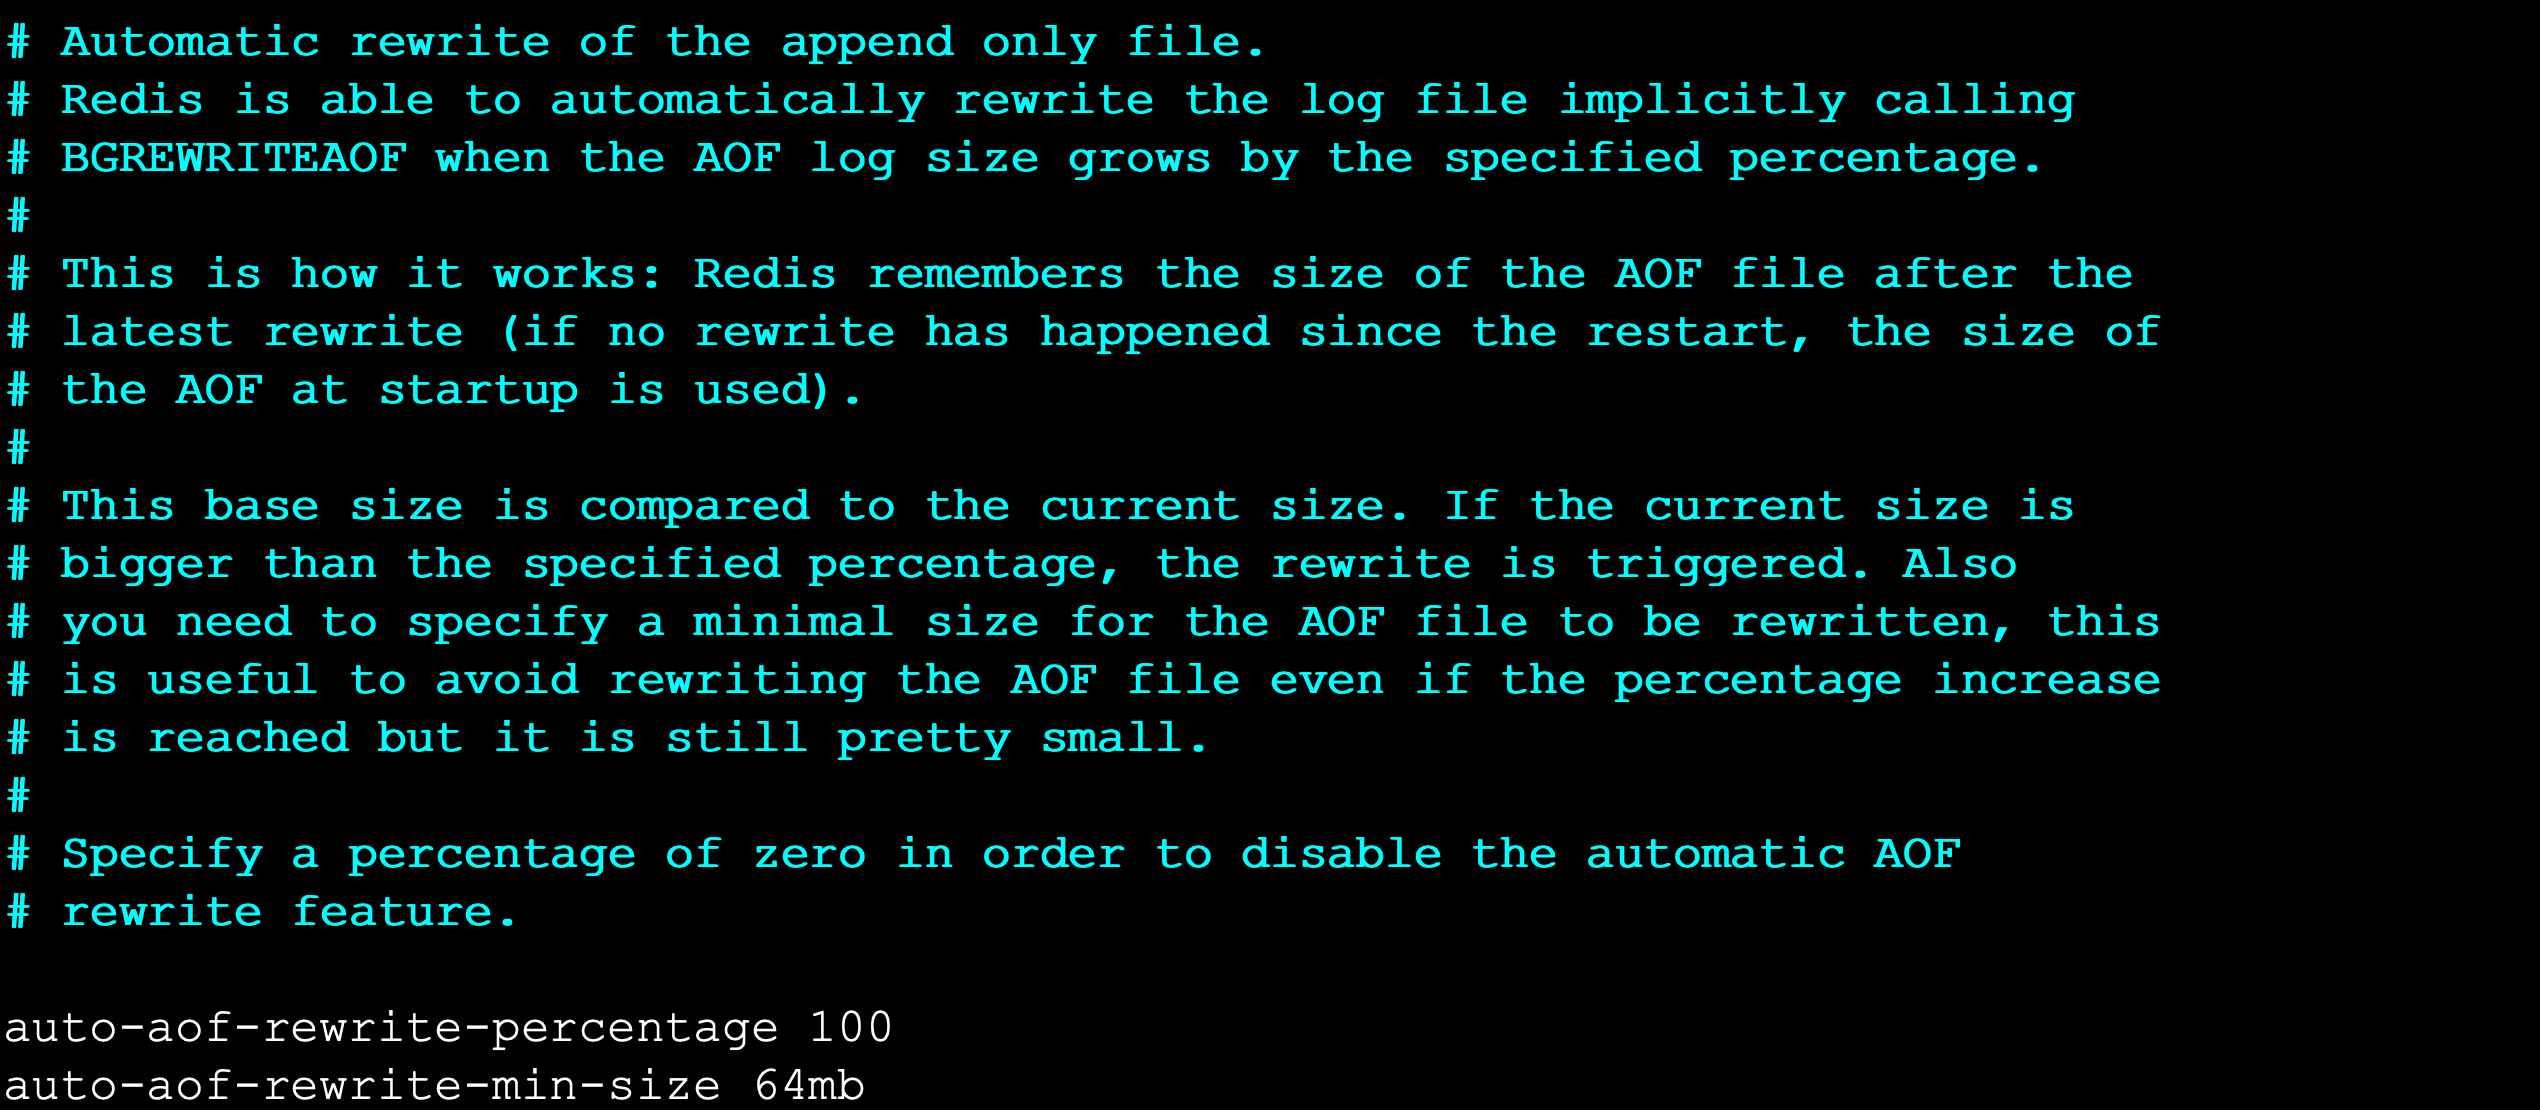 # Automatic rewrite of the append only file.
# Redis is able to automatically rewrite the log file implicitly calling
# BGREWRITEAOF when the AOF log size grows by the specified percentage.
#
# This is how it works: Redis remembers the size of the AOF file after the
# latest rewrite (if no rewrite has happened since the restart, the size of
# the AOF at startup is used).
#
# This base size is compared to the current size. If the current size is
# bigger than the specified percentage, the rewrite is triggered. Also
# you need to specify a minimal size for the AOF file to be rewritten, this
# is useful to avoid rewriting the AOF file even if the percentage increase
# is reached but it is still pretty small.
#
# Specify a percentage of zero in order to disable the automatic AOF
# rewrite feature.

auto-aof-rewrite-percentage 100
auto-aof-rewrite-min-size 64mb